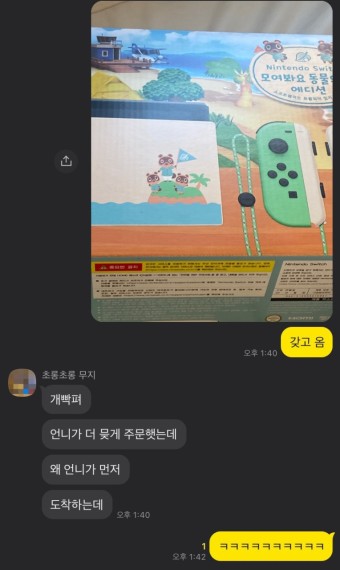 Nintendo Swit
모여봐요 동물의
에디션
Nintendo Switch
갖고 옴
오후 1:40
초롱초롱 무지
개빡쳐
언니가 더 뮺게 주문햇는데
왜 언니가 먼저
도착하는데
오후 1:40
ㅋㅋㅋㅋㅋㅋㅋㅋㅋㅋ
1
오후 1:42